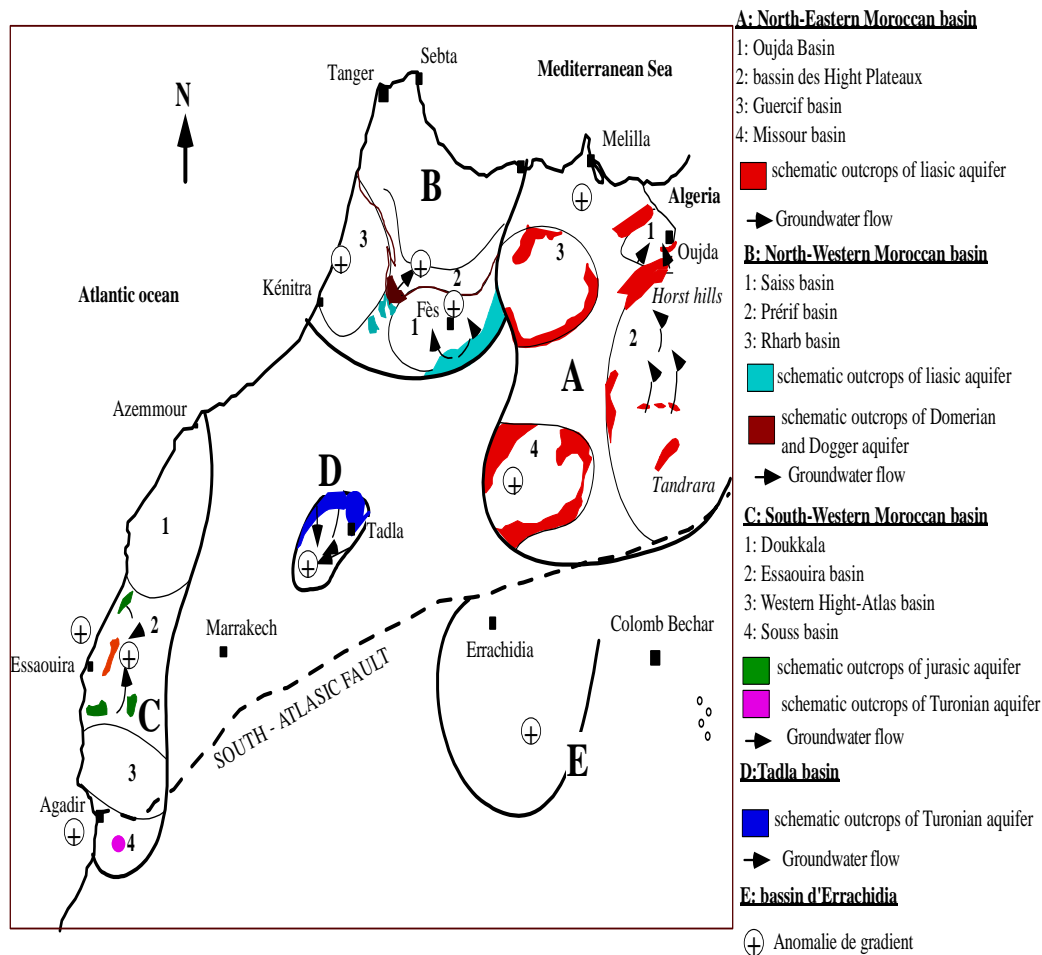 Sebta
Tanger
Mediterranean Sea
N
Melilla
B
Algeria
3
1
3
Oujda
2
Atlantic ocean
Kénitra
Horst hills
Fès
1
2
A
Azemmour
4
D
Tandrara
1
Tadla
2
Marrakech
Colomb Bechar
Essaouira
Errachidia
C
SOUTH - ATLASIC FAULT
E
3
Agadir
4
A: North-Eastern Moroccan basin
1: Oujda Basin
2: bassin des Hight Plateaux
3: Guercif basin
4: Missour basin
schematic outcrops of liasic aquifer
Groundwater flow
B: North-Western Moroccan basin
1: Saiss basin
2: Prérif basin
3: Rharb basin
schematic outcrops of liasic aquifer
schematic outcrops of Domerian
and Dogger aquifer
Groundwater flow
C: South-Western Moroccan basin
1: Doukkala
2: Essaouira basin
3: Western Hight-Atlas basin
4: Souss basin
schematic outcrops of jurasic aquifer
schematic outcrops of Turonian aquifer
Groundwater flow
D:Tadla basin
schematic outcrops of Turonian aquifer
Groundwater flow
E: bassin d'Errachidia
Anomalie de gradient